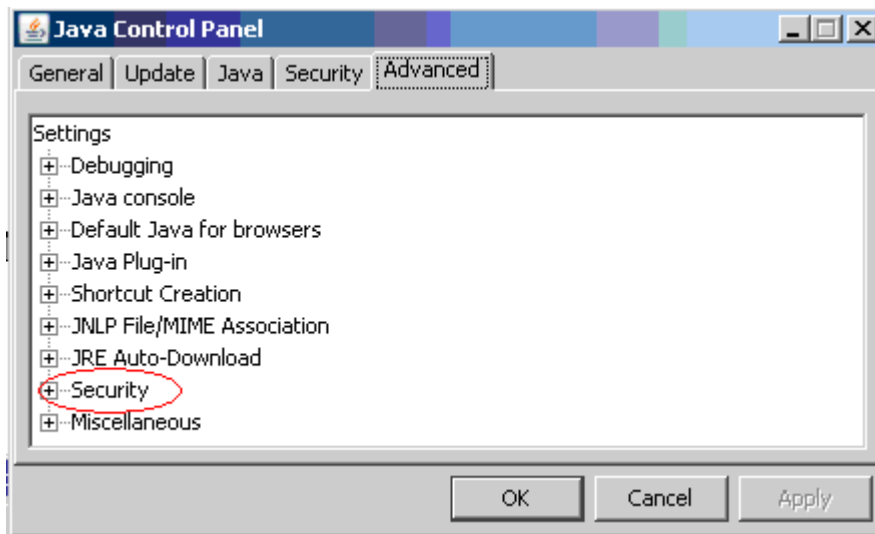 Java Control Panel
General Update Java Security Advanced
Settings
Debugging
Java console
Default Java for browsers
Java Plug-in
Shortcut Creation
JNLP File/MIME Association
JRE Auto-Download
Security
Miscellaneous
OK Cancel Apply